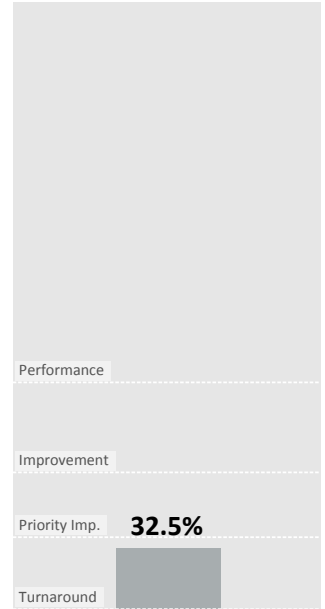 Performance
Improvement
Priority Imp.
32.5%
Turnaround